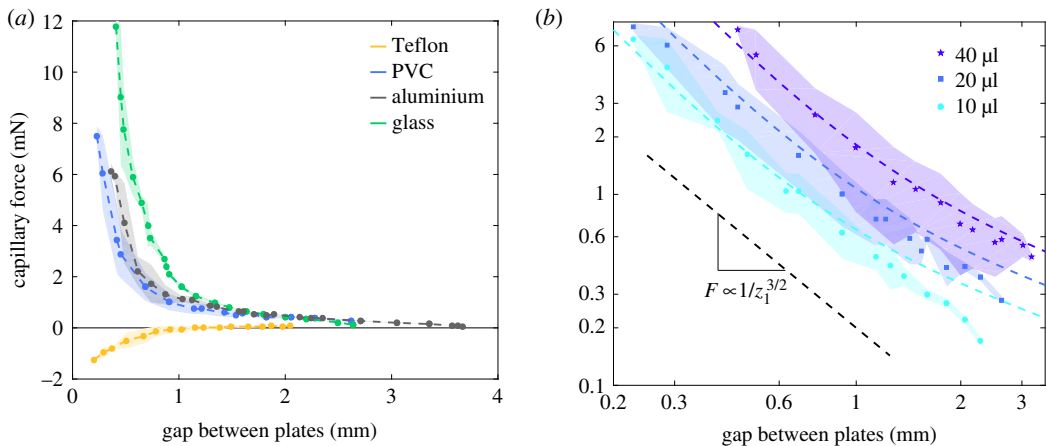 (a)
12
10
8
6
4
2
0
−2
capillary force (mN)
0
1
2
3
4
gap between plates (mm)
Teflon
PVC
aluminium
glass
(b)
6
3
2
1
0.6
0.3
0.2
0.1
0.2
0.3
0.6
1
2
3
gap between plates (mm)
40 µl
20 µl
10 µl
F ∝ 1/z₁^3/2